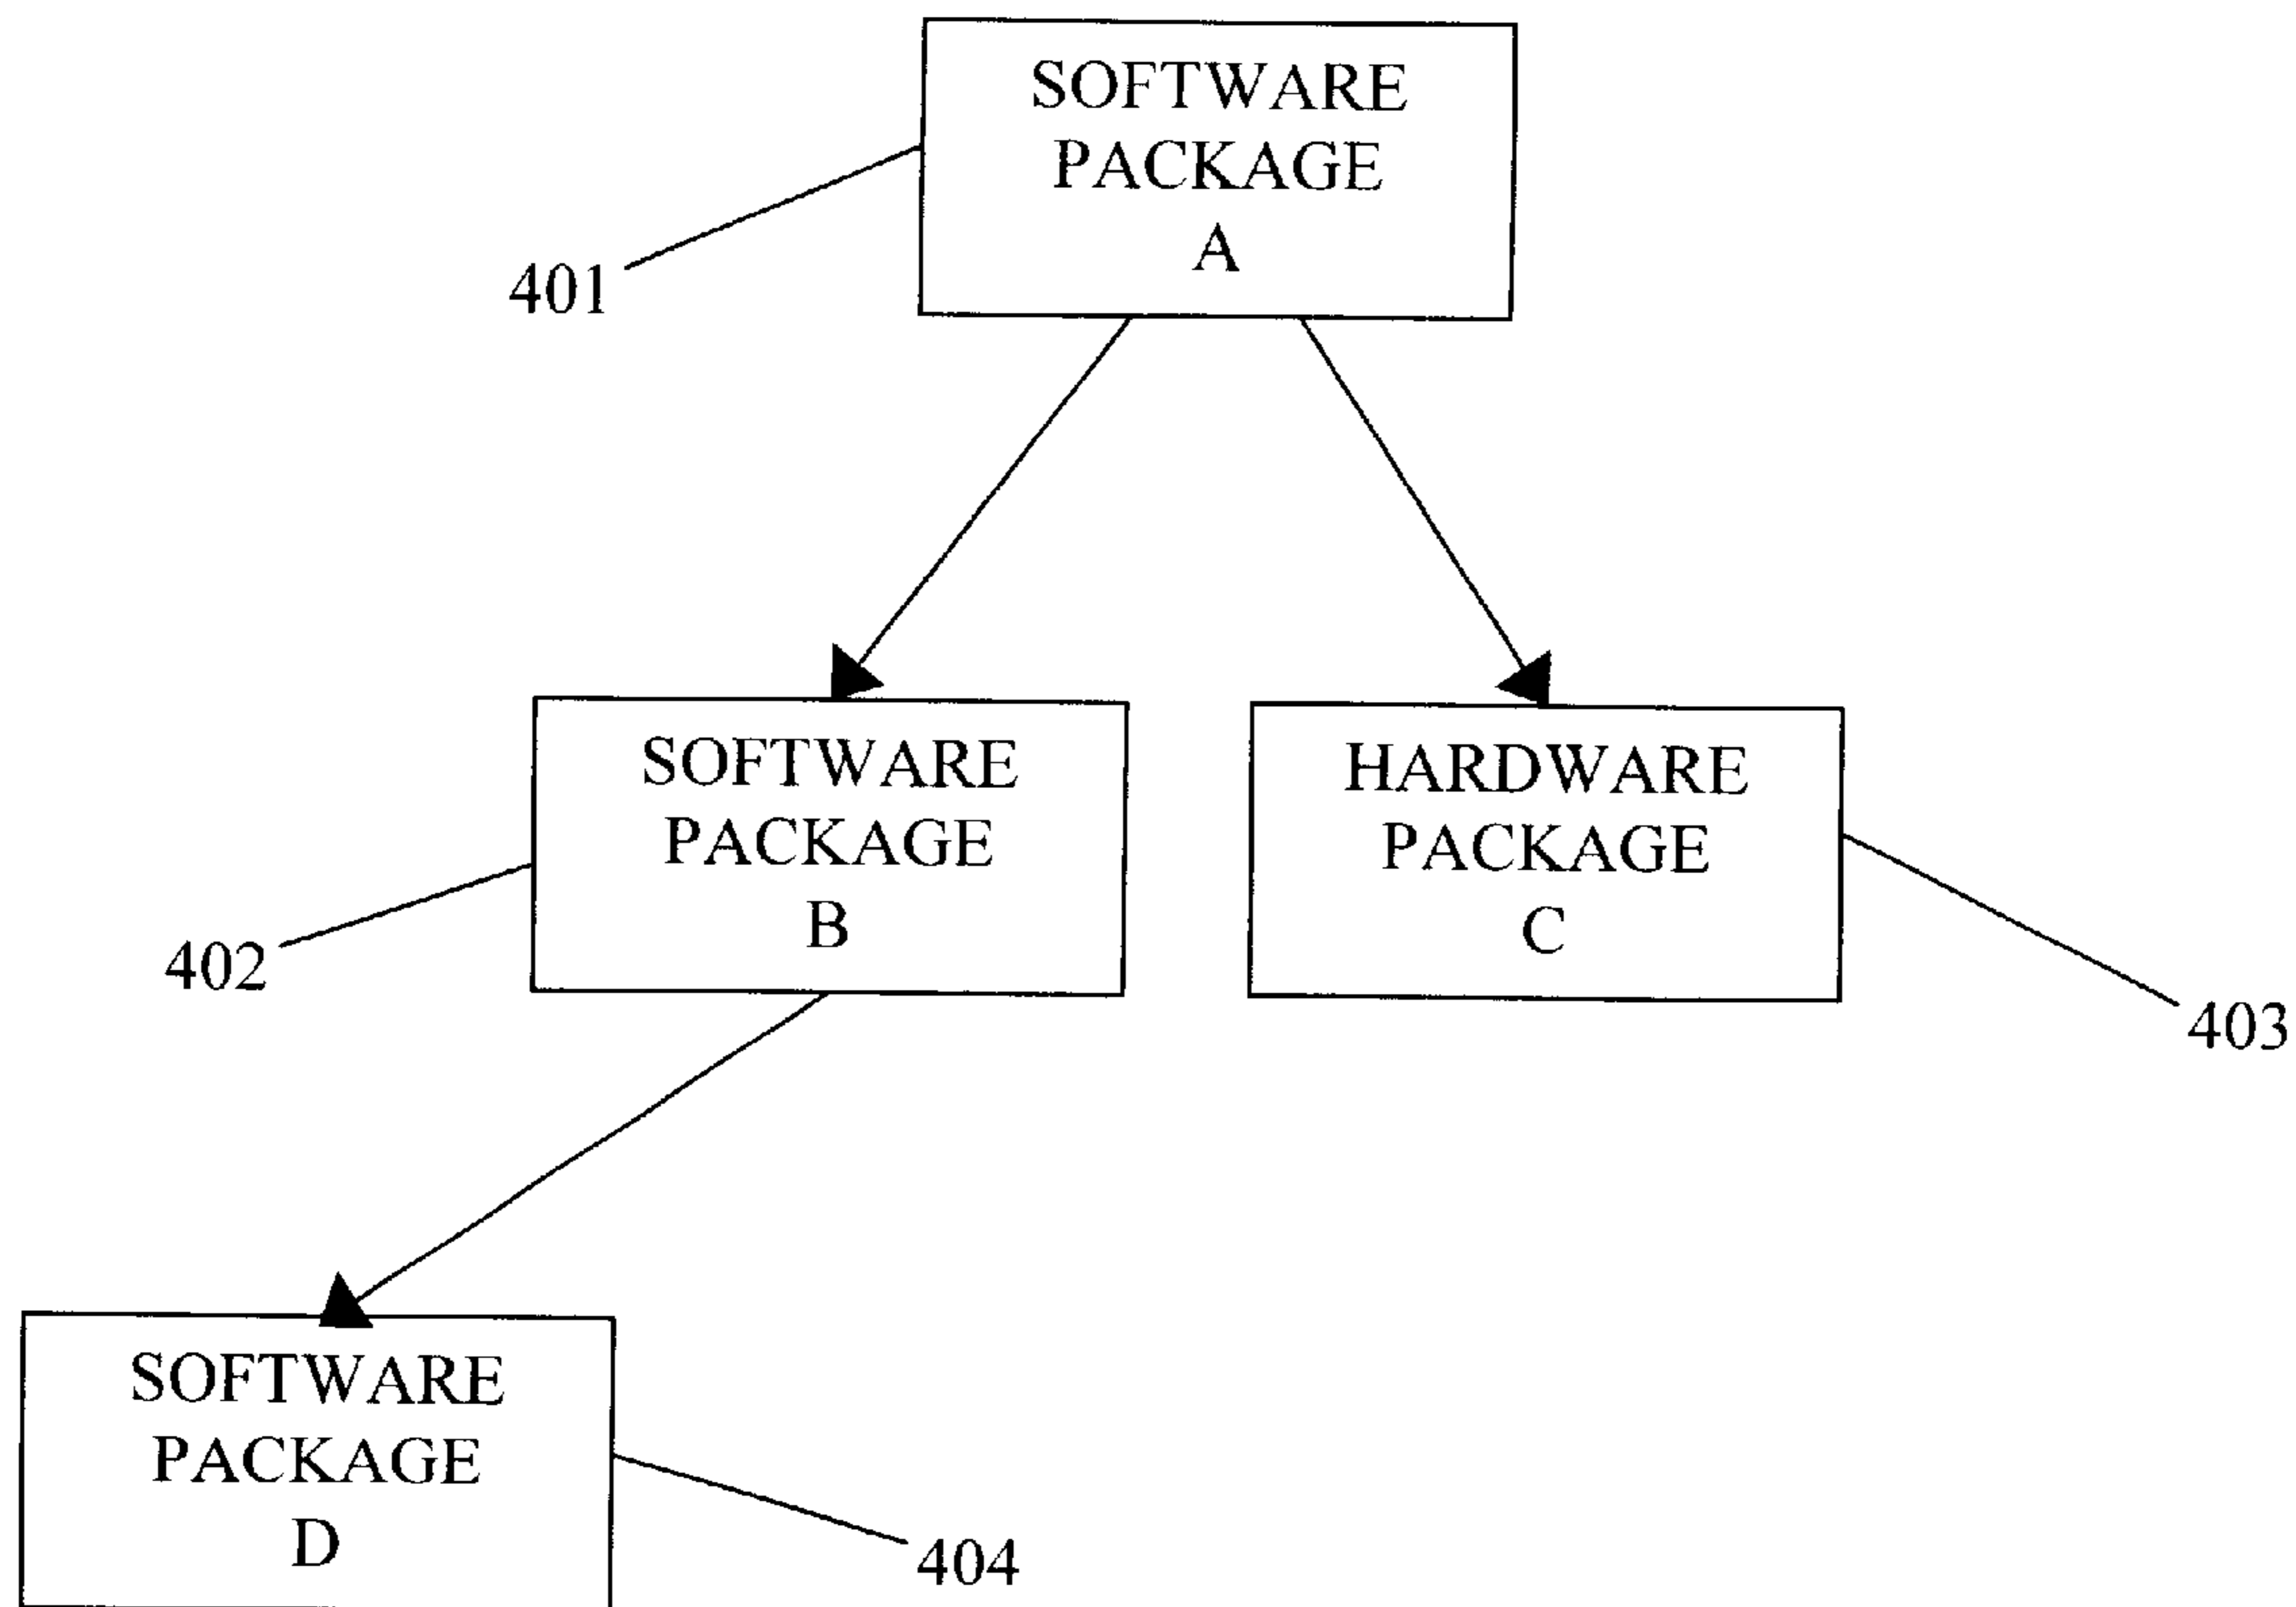 SOFTWARE
PACKAGE
A
401
SOFTWARE
PACKAGE
B
HARDWARE
PACKAGE
C
402
403
SOFTWARE
PACKAGE
D
404